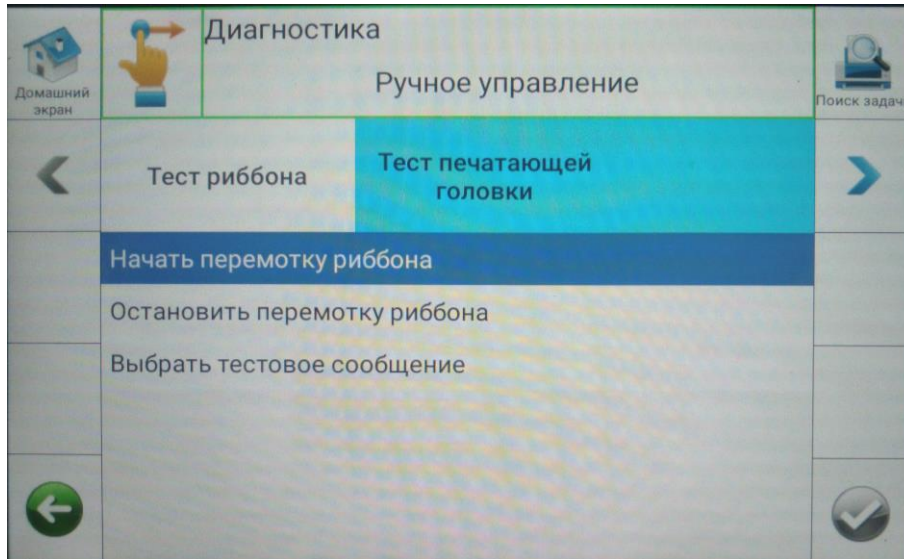 Диагностика
Ручное управление
Домашний
экран
Поиск задач
Тест риббона
Тест печатающей
головки
Начать перемотку риббона
Остановить перемотку риббона
Выбрать тестовое сообщение